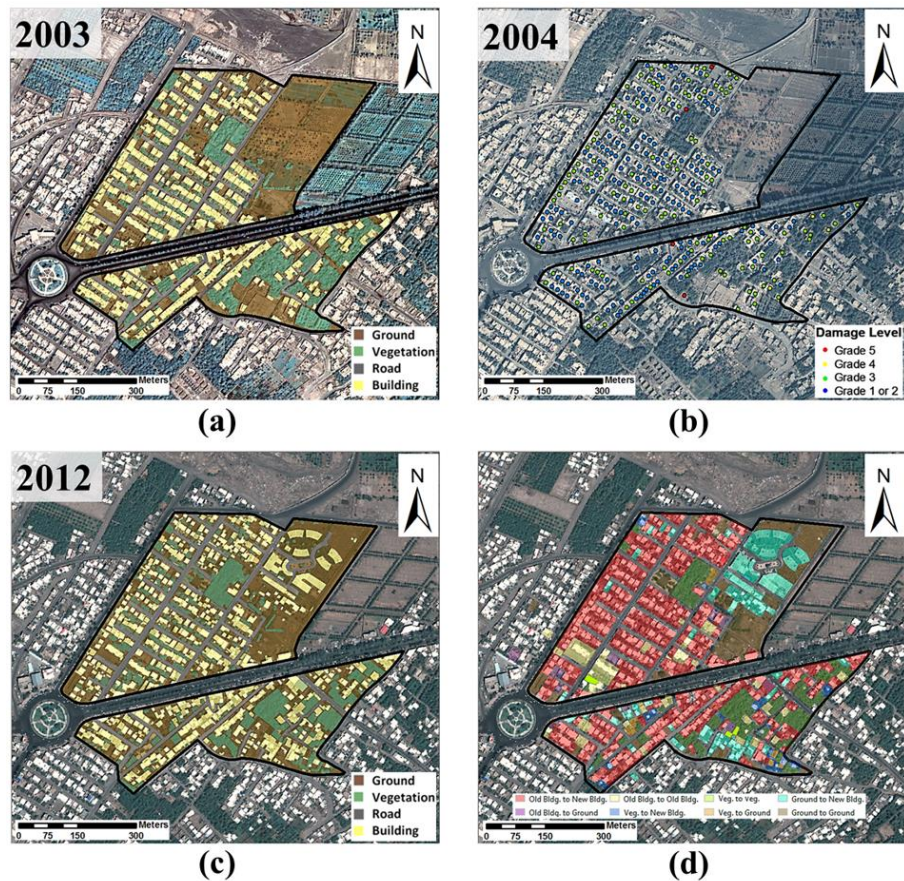 2003
N
Ground
Vegetation
Road
Building
Meters
0 75 150 300
(a)
2004
N
Damage Level
Grade 5
Grade 4
Grade 3
Grade 1 or 2
Meters
0 75 150 300
(b)
2012
N
Ground
Vegetation
Road
Building
Meters
0 75 150 300
(c)
N
Old Bldg. to New Bldg. Old Bldg. to Old Bldg. Veg. to veg. Ground to New Bldg.
Old Bldg. to Ground Veg. to New Bldg. Veg. to Ground Ground to Ground
Meters
0 75 150 300
(d)